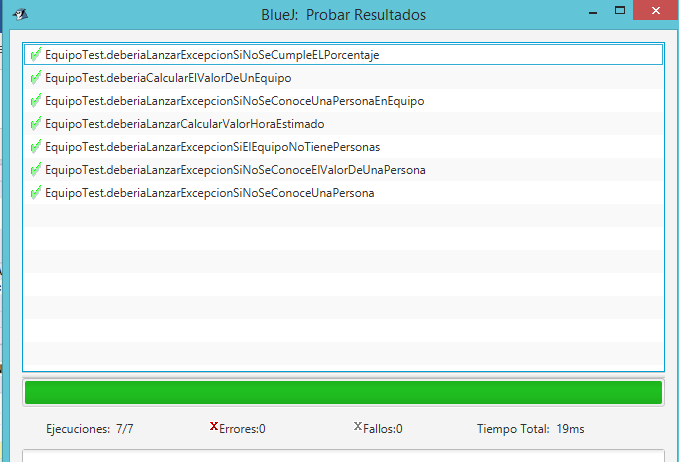 BlueJ: Probar Resultados
EquipoTest.deberiaLanzarExcepcionSiNoSeCumpleELPorcentaje
EquipoTest.deberiaCalcularElValorDeUnEquipo
EquipoTest.deberiaLanzarExcepcionSiNoSeConoceUnaPersonaEnEquipo
EquipoTest.deberiaLanzarCalcularValorHoraEstimado
EquipoTest.deberiaLanzarExcepcionSiElEquipoNoTienePersonas
EquipoTest.deberiaLanzarExcepcionSiNoSeConoceElValorDeUnaPersona
EquipoTest.deberiaLanzarExcepcionSiNoSeConoceUnaPersona
Ejecuciones: 7/7 Errores:0 Fallos:0 Tiempo Total: 19ms